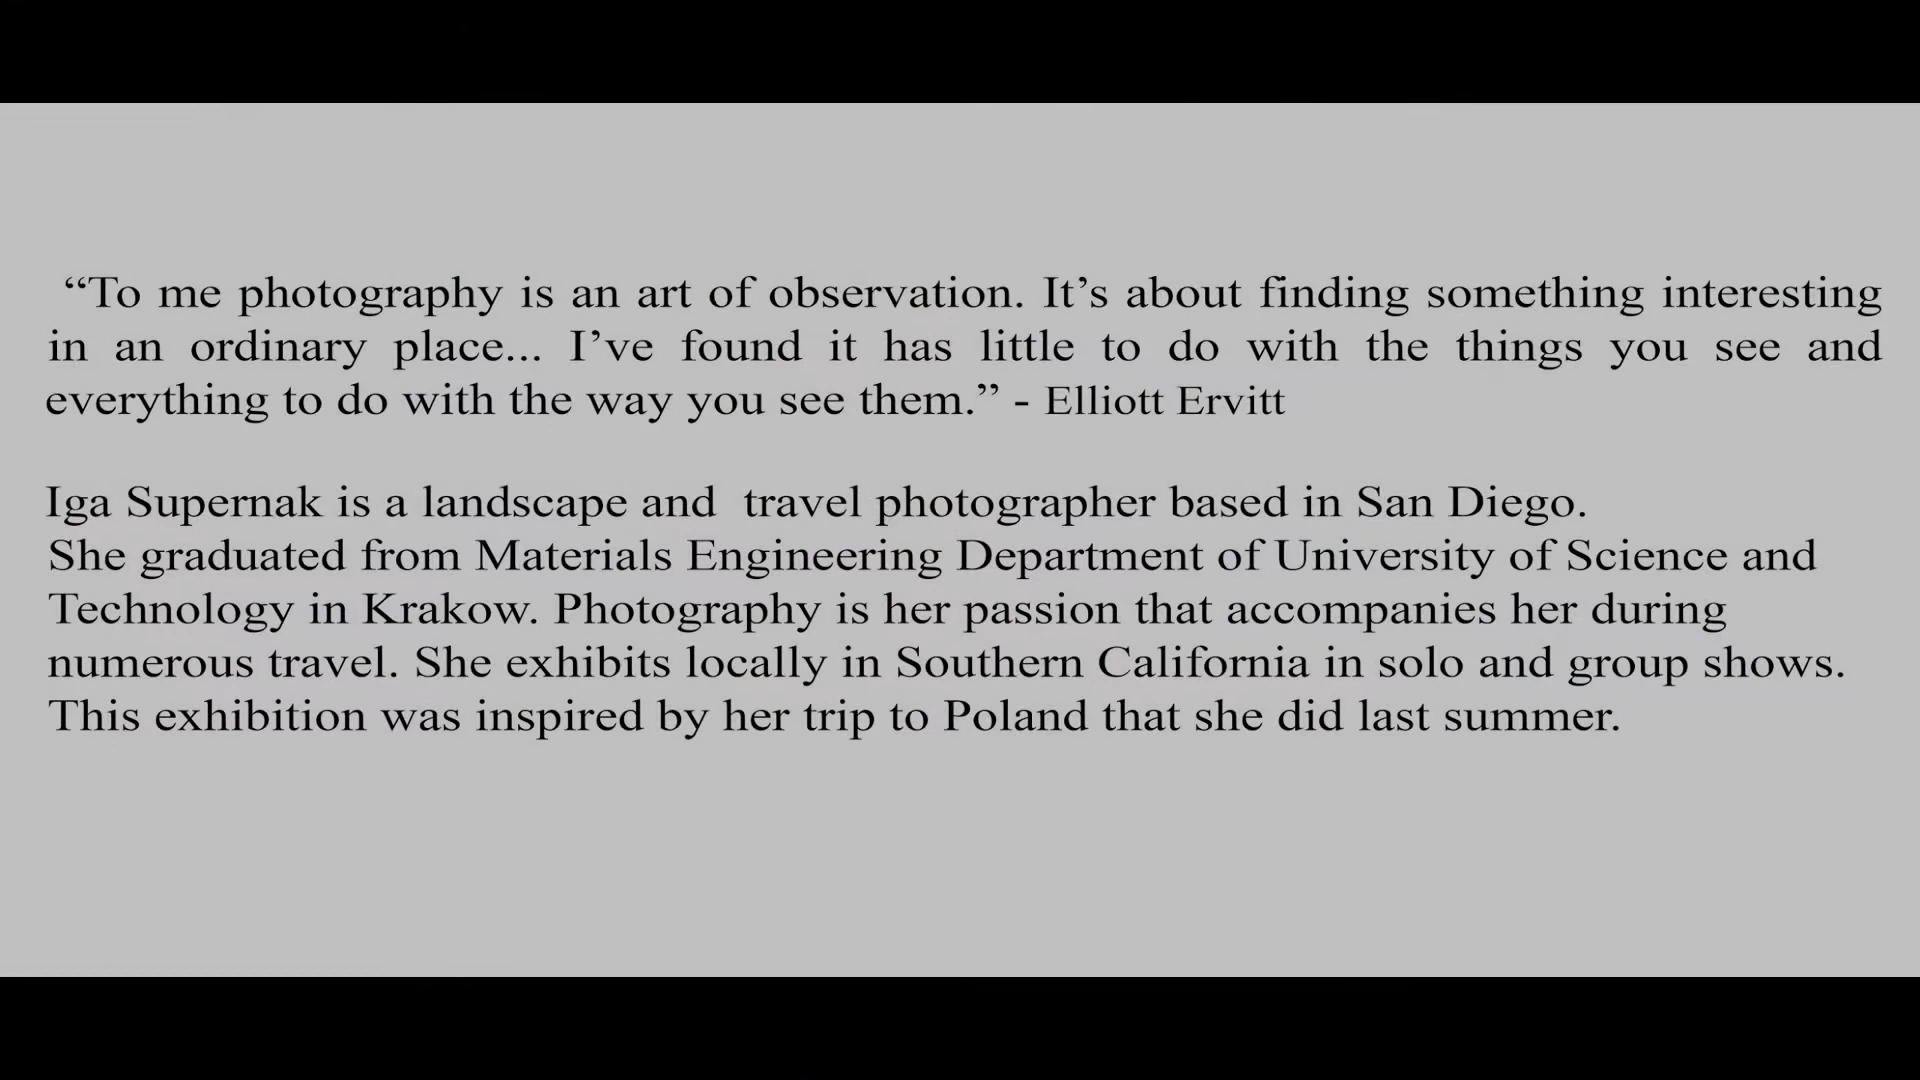 “To me photography is an art of observation. It’s about finding something interesting
in an ordinary place... I’ve found it has little to do with the things you see and
everything to do with the way you see them.” - Elliott Ervitt
Iga Supernak is a landscape and  travel photographer based in San Diego.
She graduated from Materials Engineering Department of University of Science and
Technology in Krakow. Photography is her passion that accompanies her during
numerous travel. She exhibits locally in Southern California in solo and group shows.
This exhibition was inspired by her trip to Poland that she did last summer.